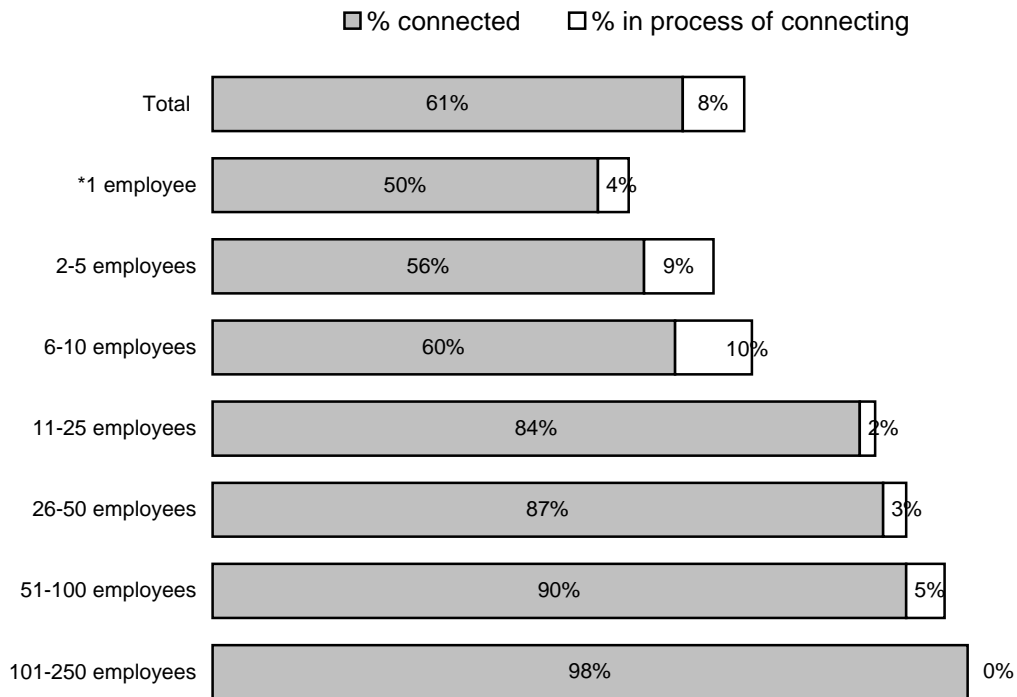 % connected % in process of connecting
Total 61% 8%
*1 employee 50% 4%
2-5 employees 56% 9%
6-10 employees 60% 10%
11-25 employees 84% 2%
26-50 employees 87% 3%
51-100 employees 90% 5%
101-250 employees 98% 0%